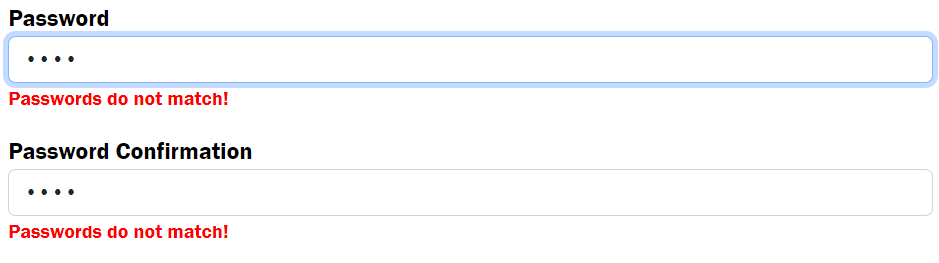 Password
••••
Passwords do not match!
Password Confirmation
••••
Passwords do not match!